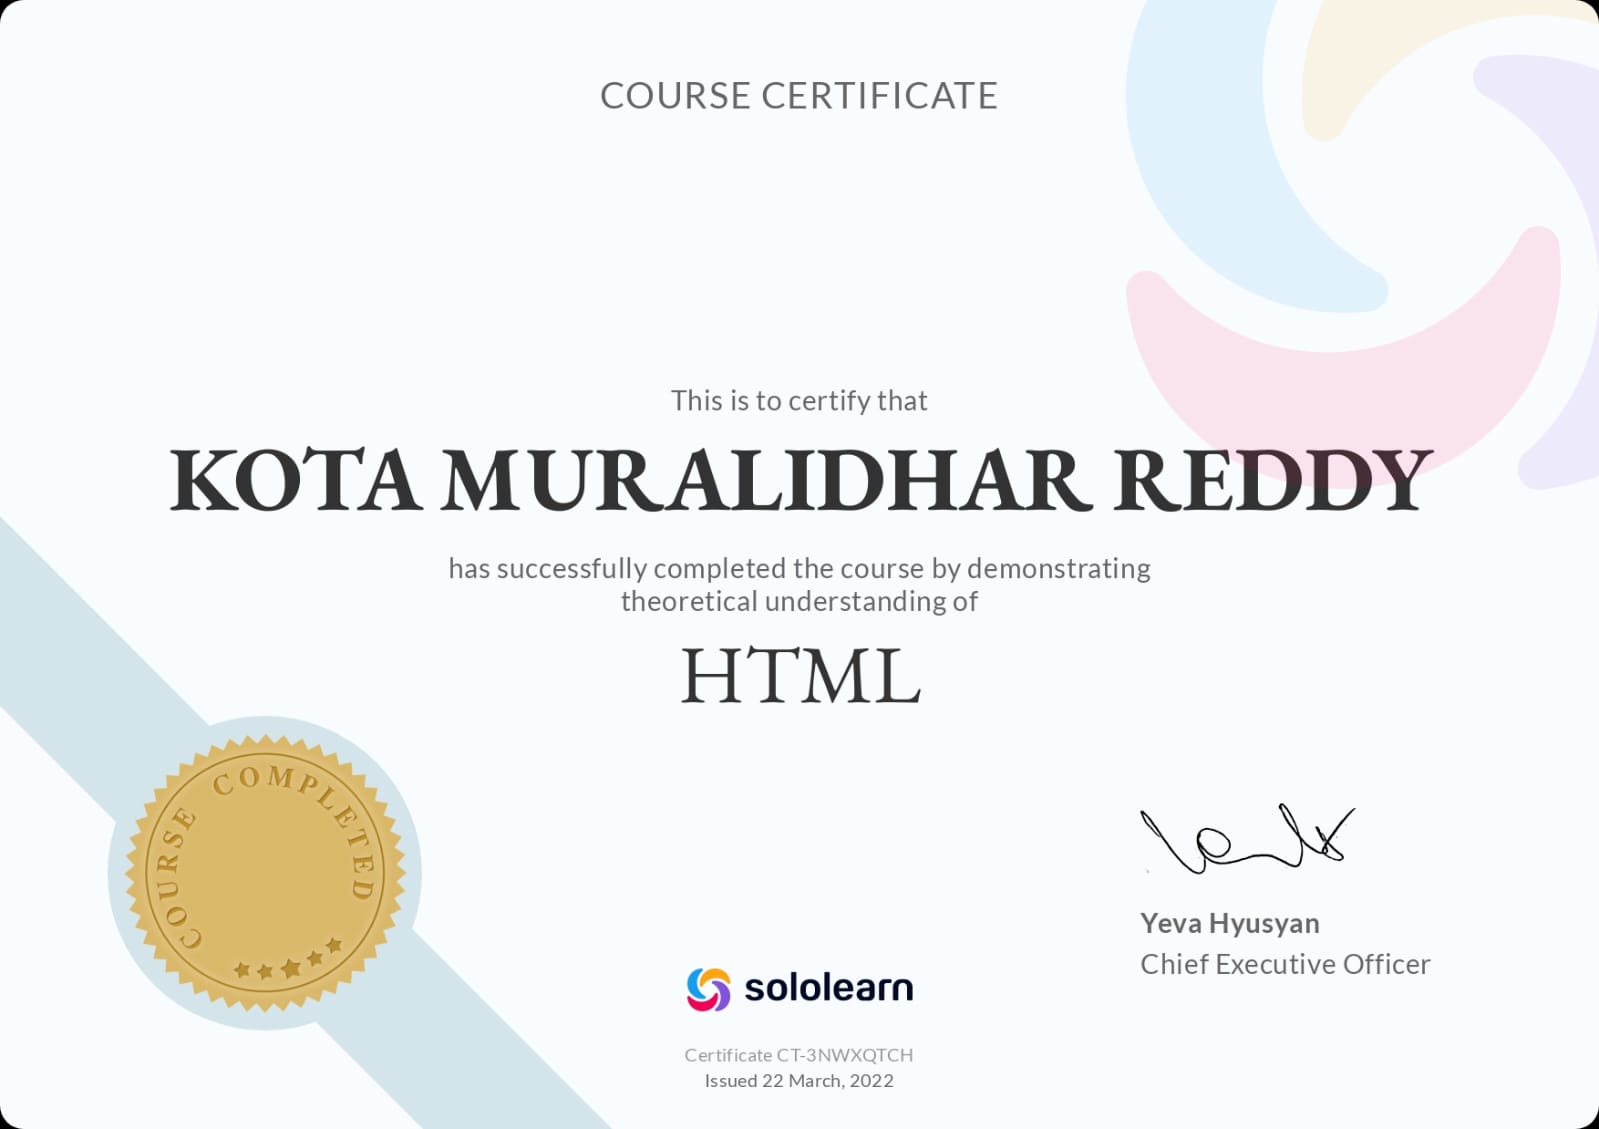 COURSE CERTIFICATE
This is to certify that
KOTA MURALIDHAR REDDY
has successfully completed the course by demonstrating
theoretical understanding of
HTML
COURSE COMPLETED
Yeva Hyusyan
Chief Executive Officer
sololearn
Certificate CT-3NWXQTCH
Issued 22 March, 2022